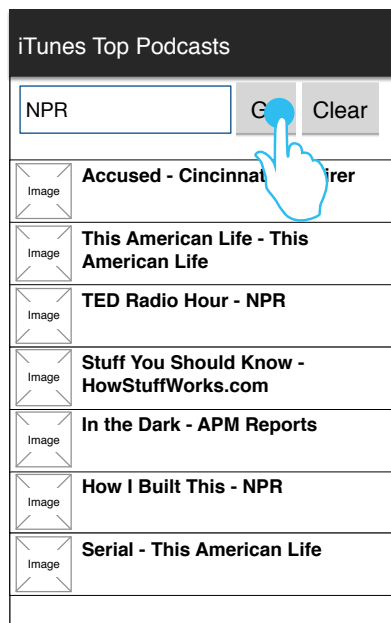 iTunes Top Podcasts
NPR
Clear
Image
Accused - Cincinnati
Image
This American Life - This
American Life
Image
TED Radio Hour - NPR
Image
Stuff You Should Know -
HowStuffWorks.com
Image
In the Dark - APM Reports
Image
How I Built This - NPR
Image
Serial - This American Life